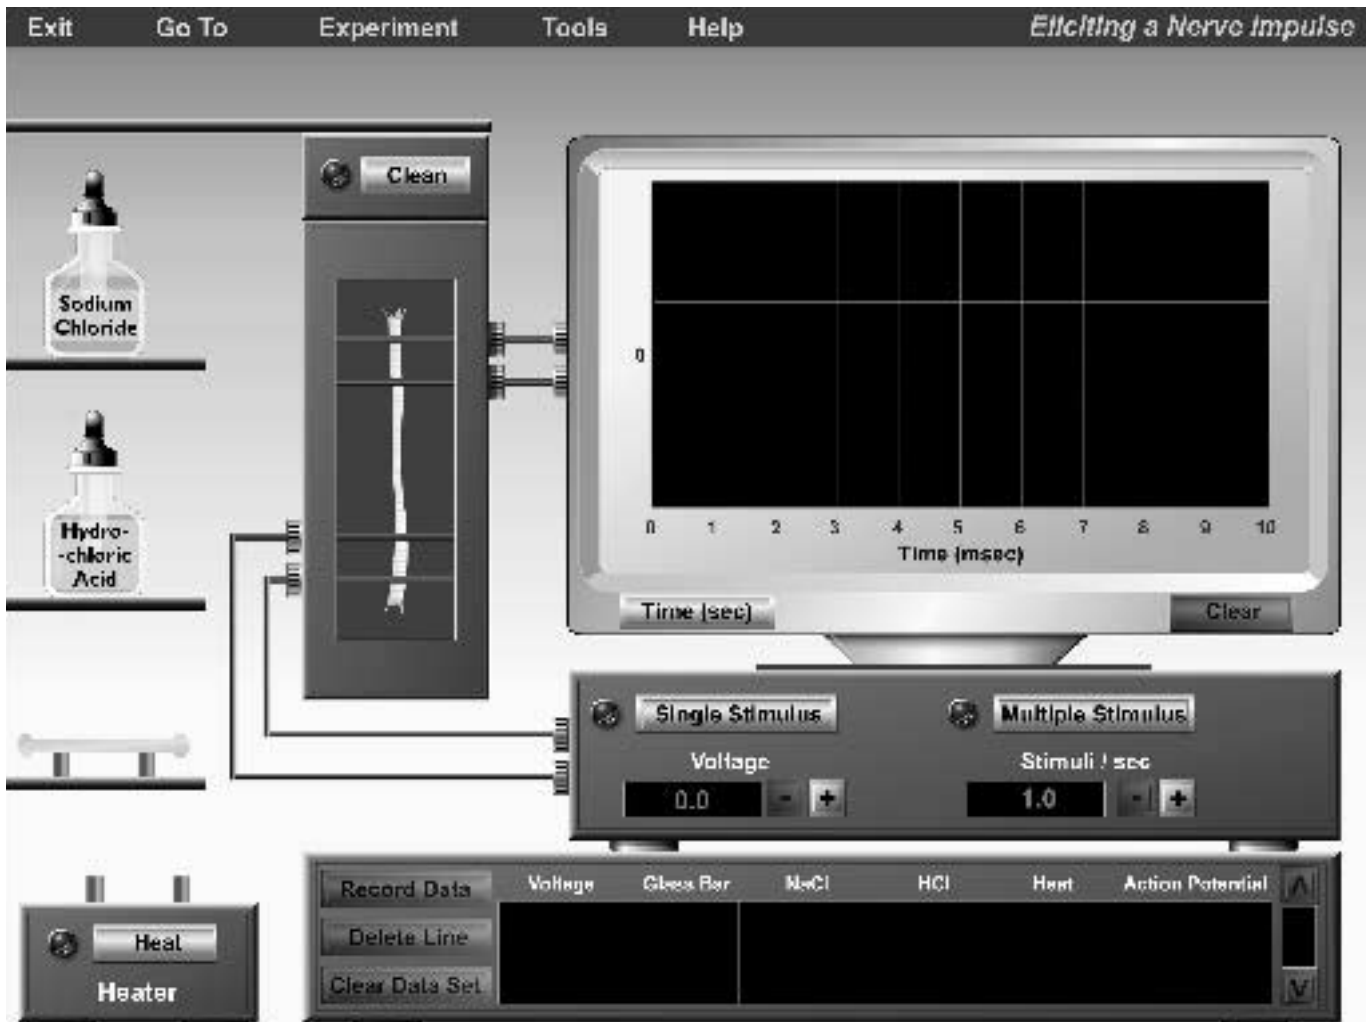 Exit Go To Experiment Tools Help Eliciting a Nerve Impulse
Clean
Sodium
Chloride
0
Hydro-
-chloric
Acid
0 1 2 3 4 5 6 7 8 9 10
Time (msec)
Time (sec)
Clear
Single Stimulus
Multiple Stimulus
Voltage
Stimuli / sec
0.0 - +
1.0 - +
Heat
Heater
Record Data
Delete Line
Clear Data Set
Voltage Glass Bar NaCl HCl Heat Action Potential